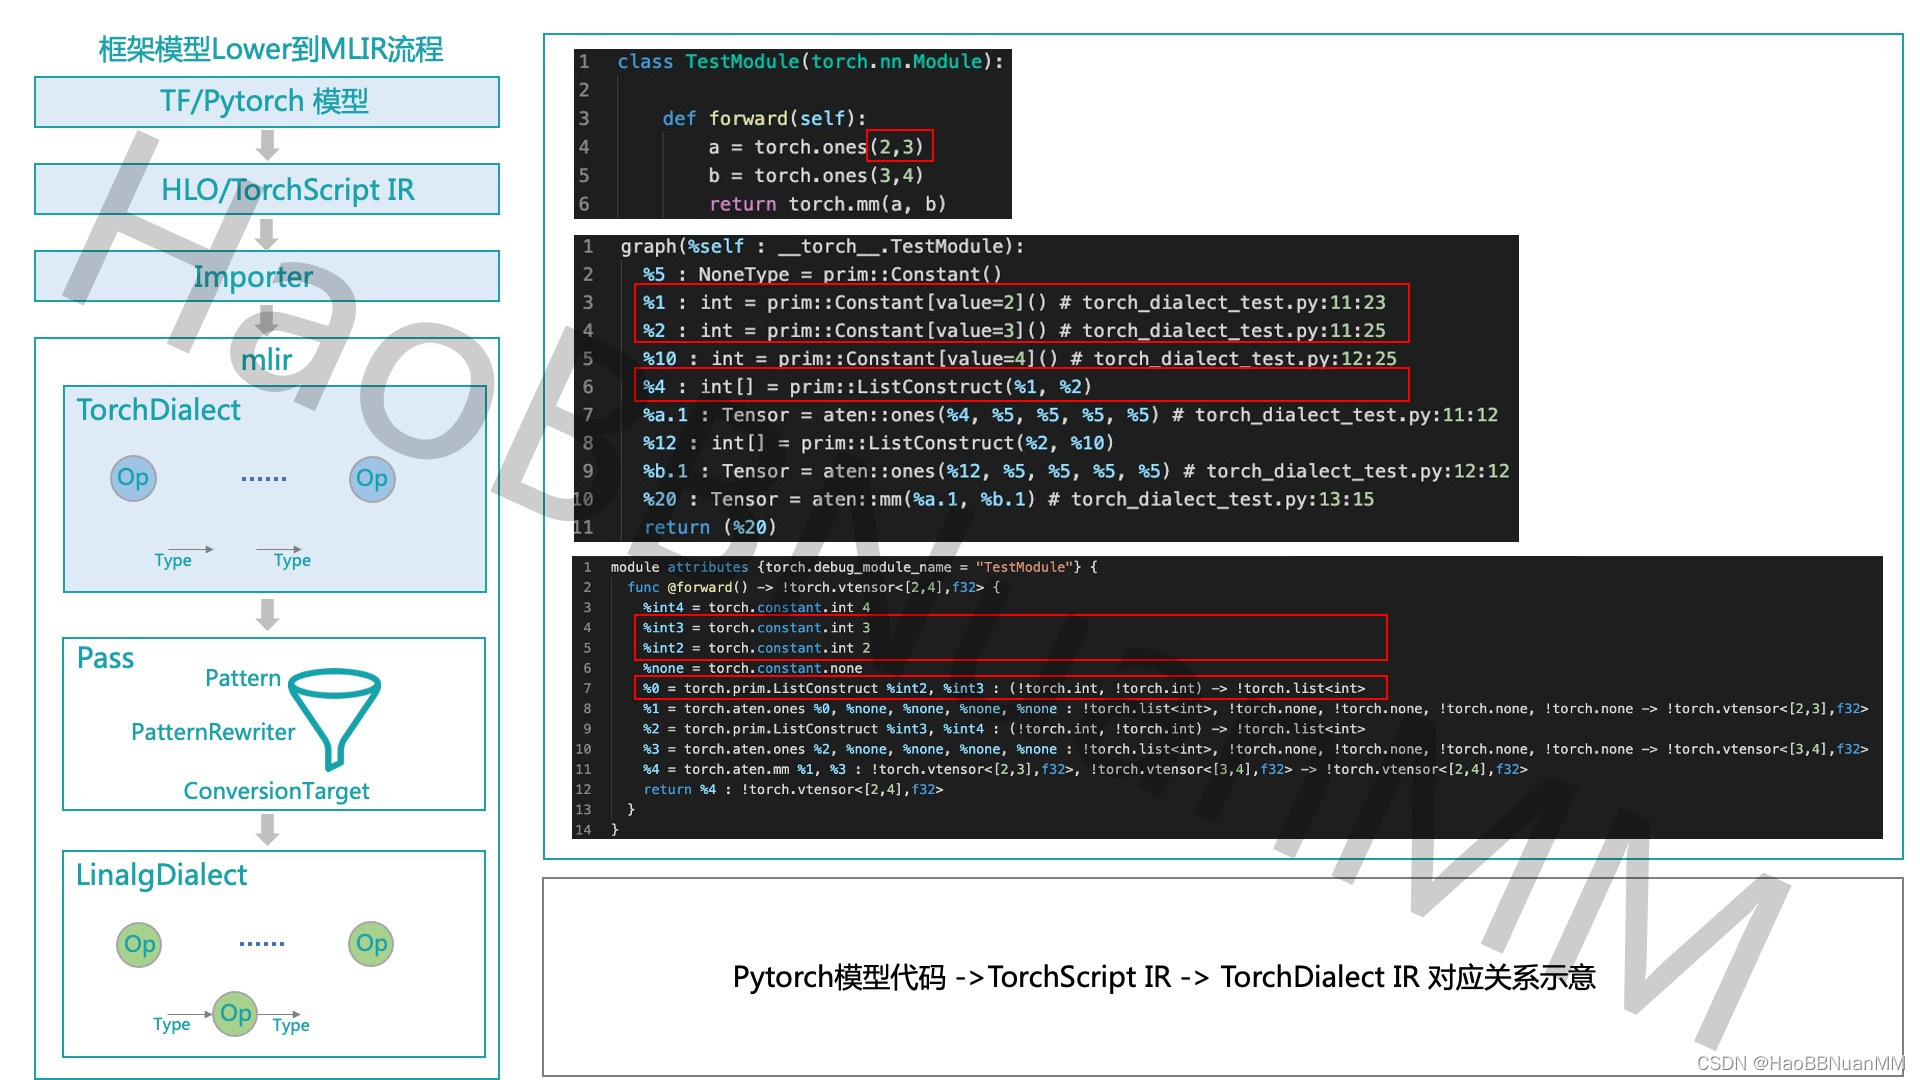 框架模型Lower到MLIR流程
TF/Pytorch 模型
HLO/TorchScript IR
Importer
mlir
TorchDialect
Op
......
Op
Type
Type
Pass
Pattern
PatternRewriter
ConversionTarget
LinalgDialect
Op
......
Op
Type
Op
Type
1 class TestModule(torch.nn.Module):
2
3 def forward(self):
4 a = torch.ones(2,3)
5 b = torch.ones(3,4)
6 return torch.mm(a, b)
1 graph(%self : __torch__.TestModule):
2 %5 : NoneType = prim::Constant()
3 %1 : int = prim::Constant[value=2]() # torch_dialect_test.py:11:23
4 %2 : int = prim::Constant[value=3]() # torch_dialect_test.py:11:25
5 %10 : int = prim::Constant[value=4]() # torch_dialect_test.py:12:25
6 %4 : int[] = prim::ListConstruct(%1, %2)
7 %a.1 : Tensor = aten::ones(%4, %5, %5, %5, %5) # torch_dialect_test.py:11:12
8 %12 : int[] = prim::ListConstruct(%2, %10)
9 %b.1 : Tensor = aten::ones(%12, %5, %5, %5, %5) # torch_dialect_test.py:12:12
10 %20 : Tensor = aten::mm(%a.1, %b.1) # torch_dialect_test.py:13:15
11 return (%20)
1 module attributes {torch.debug_module_name = "TestModule"} {
2 func @forward() -> !torch.vtensor<[2,4],f32> {
3 %int4 = torch.constant.int 4
4 %int3 = torch.constant.int 3
5 %int2 = torch.constant.int 2
6 %none = torch.constant.none
7 %0 = torch.prim.ListConstruct %int2, %int3 : (!torch.int, !torch.int) -> !torch.list<int>
8 %1 = torch.aten.ones %0, %none, %none, %none, %none : !torch.list<int>, !torch.none, !torch.none, !torch.none, !torch.none -> !torch.vtensor<[2,3],f32>
9 %2 = torch.prim.ListConstruct %int3, %int4 : (!torch.int, !torch.int) -> !torch.list<int>
10 %3 = torch.aten.ones %2, %none, %none, %none, %none : !torch.list<int>, !torch.none, !torch.none, !torch.none, !torch.none -> !torch.vtensor<[3,4],f32>
11 %4 = torch.aten.mm %1, %3 : !torch.vtensor<[2,3],f32>, !torch.vtensor<[3,4],f32> -> !torch.vtensor<[2,4],f32>
12 return %4 : !torch.vtensor<[2,4],f32>
13 }
14 }
Pytorch模型代码 ->TorchScript IR -> TorchDialect IR 对应关系示意
HaoBBNuanMM
CSDN @HaoBBNuanMM